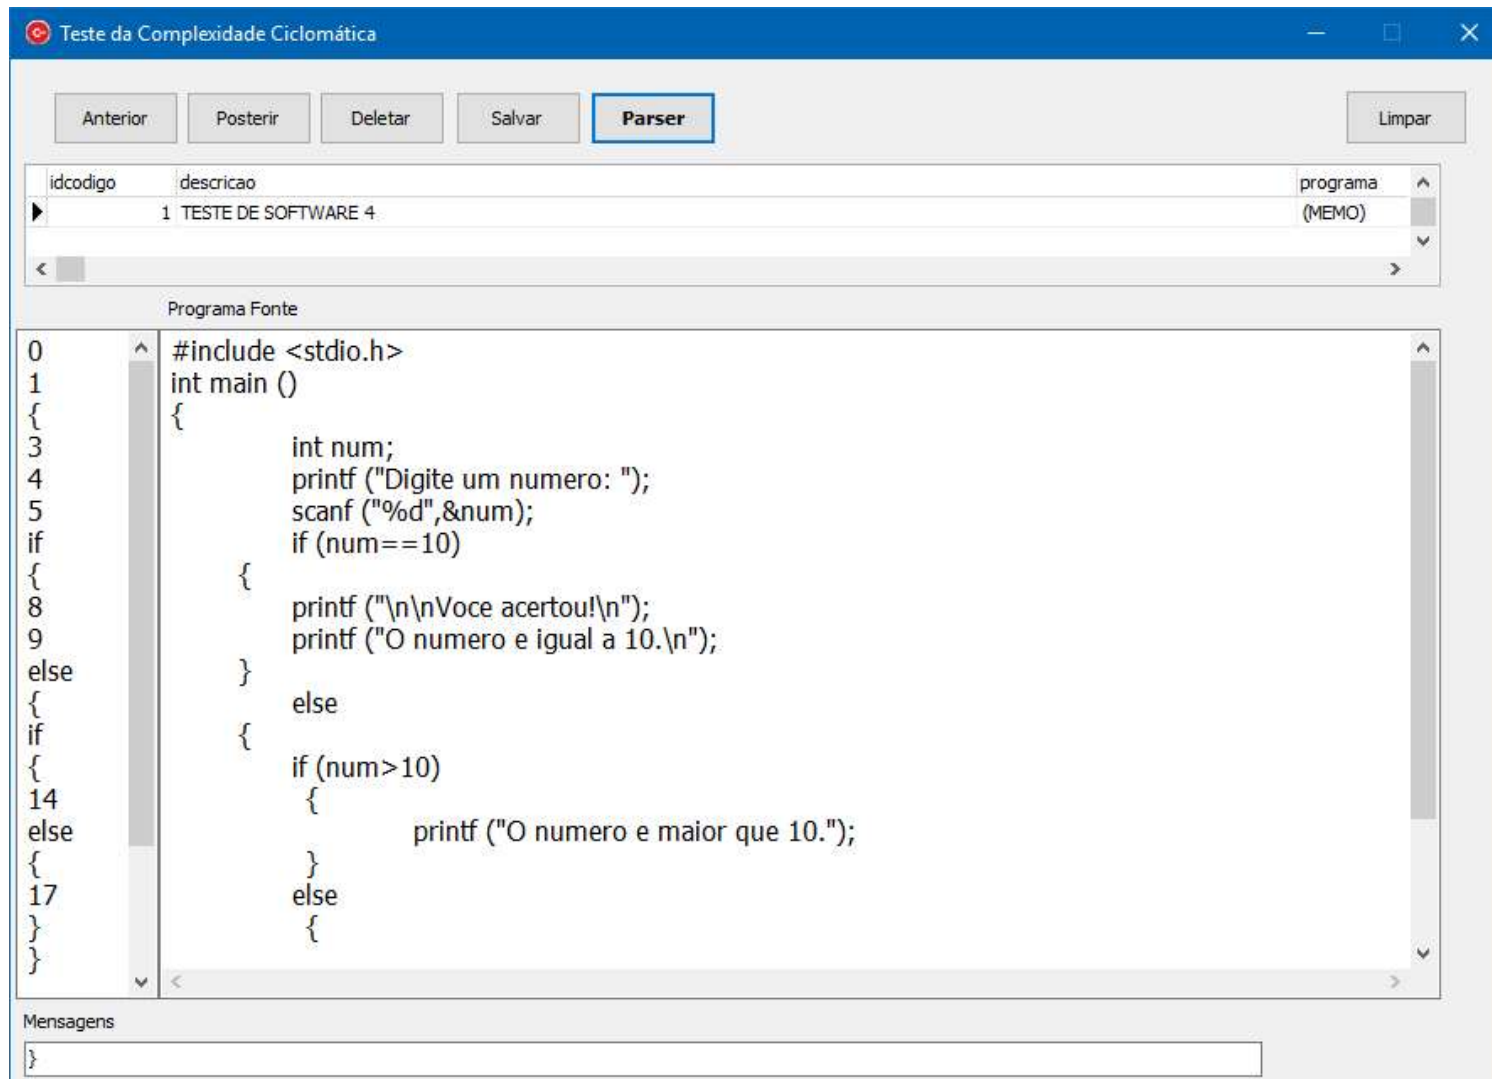 Teste da Complexidade Ciclomática
Anterior Posterir Deletar Salvar Parser Limpar
idcodigo descricao programa
1 TESTE DE SOFTWARE 4 (MEMO)
Programa Fonte
0 #include <stdio.h>
1 int main ()
{ {
3 int num;
4 printf ("Digite um numero: ");
5 scanf ("%d",&num);
if if (num==10)
{ {
8 printf ("\n\nVoce acertou!\n");
9 printf ("O numero e igual a 10.\n");
else }
{ else
if {
{ if (num>10)
14 {
else printf ("O numero e maior que 10.");
{ }
17 else
} {
}
Mensagens
}